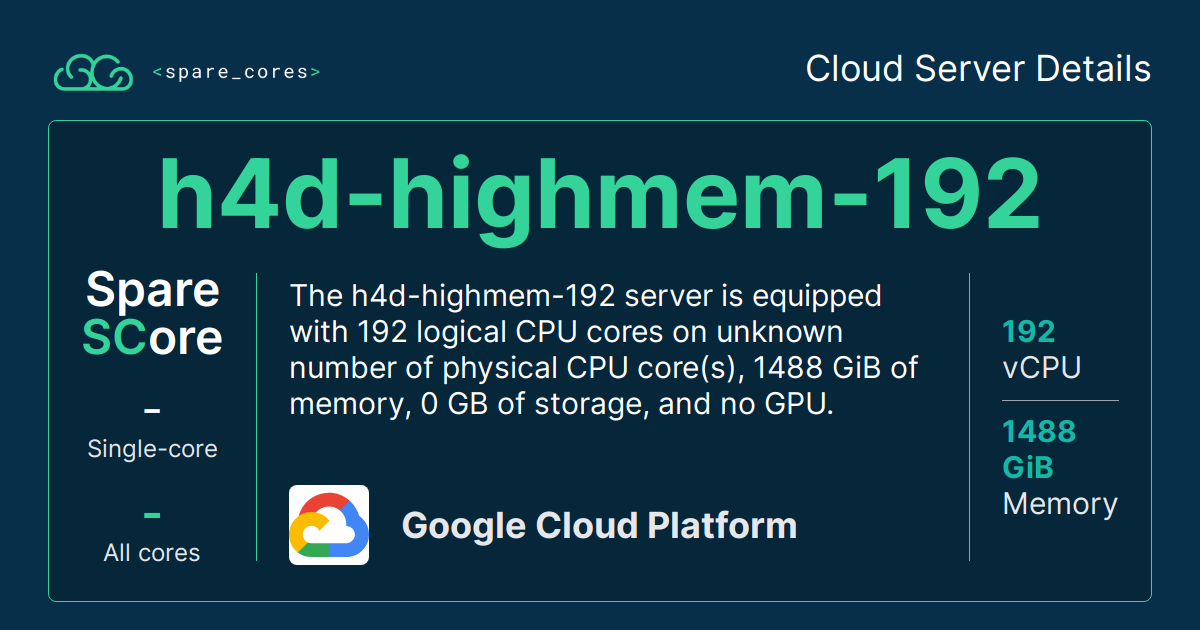 <spare_cores>
Cloud Server Details
h4d-highmem-192
Spare
SCore
-
Single-core
-
All cores
The h4d-highmem-192 server is equipped
with 192 logical CPU cores on unknown
number of physical CPU core(s), 1488 GiB of
memory, 0 GB of storage, and no GPU.
Google Cloud Platform
192
vCPU
1488
GiB
Memory